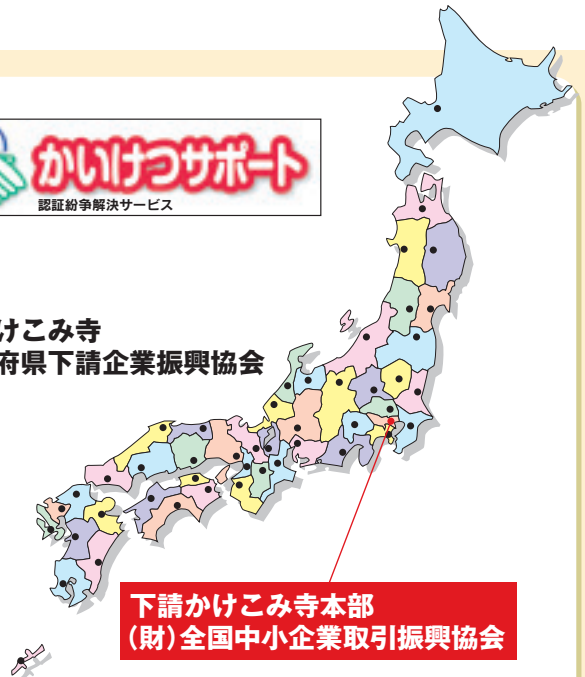 かいけつサポート
認証紛争解決サービス
けこみ寺
府県下請企業振興協会
下請かけこみ寺本部
(財)全国中小企業取引振興協会